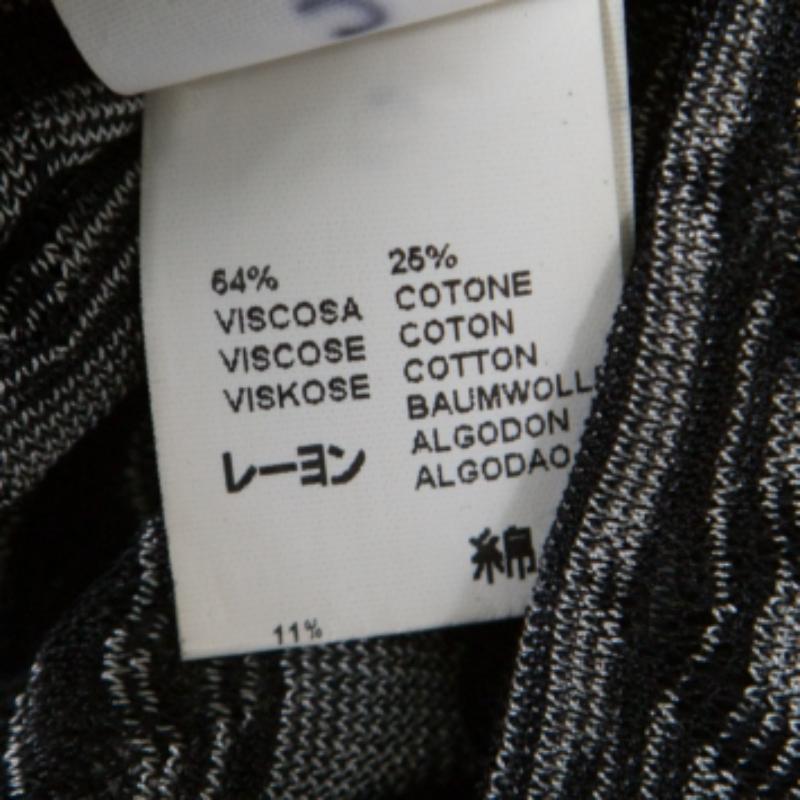 64%
VISCOSA
VISCOSE
VISKOSE
レーヨン
25%
COTONE
COTON
COTTON
BAUMWOLLE
ALGODON
ALGODAO
綿
11%